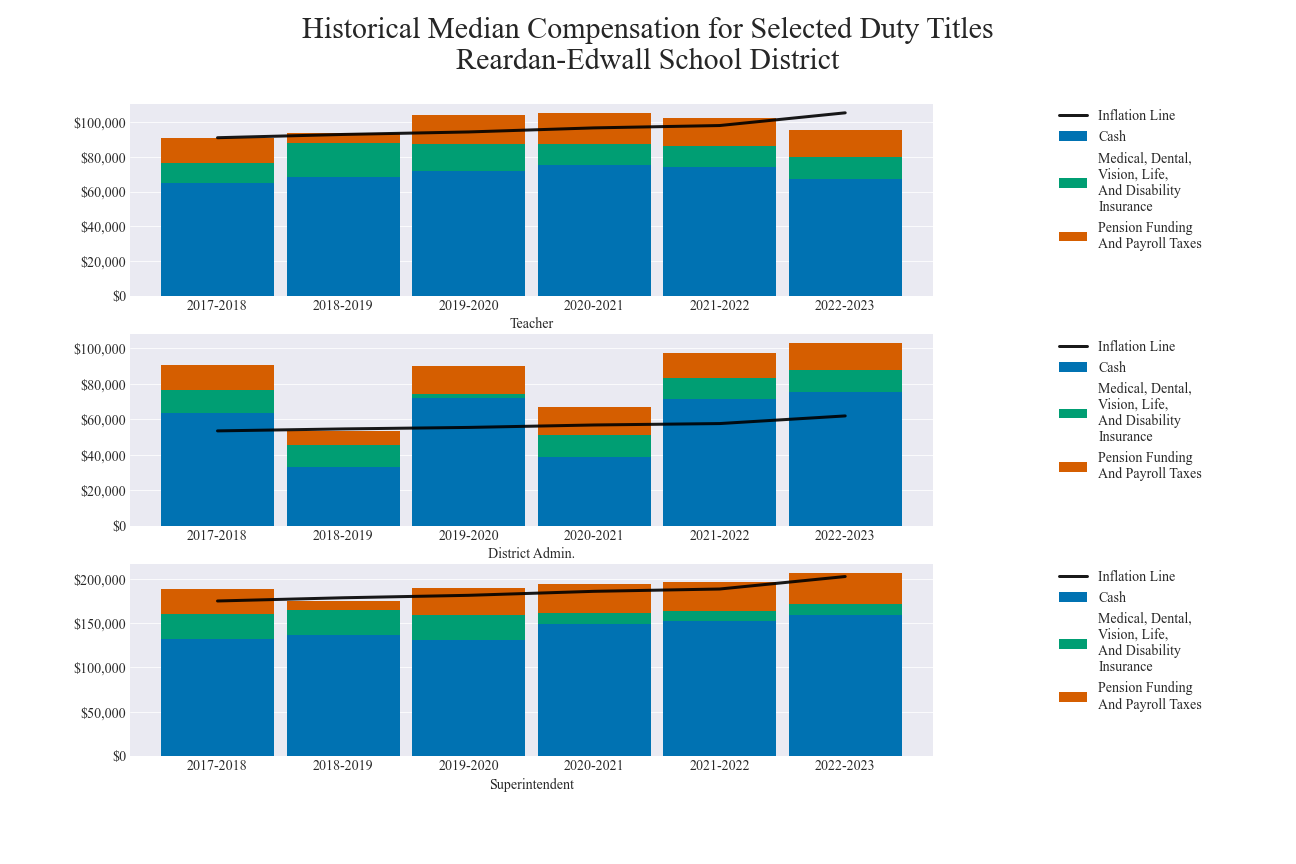 Historical Median Compensation for Selected Duty Titles
Reardan-Edwall School District
$100,000
$80,000
$60,000
$40,000
$20,000
$0
2017-2018
2018-2019
2019-2020
2020-2021
2021-2022
2022-2023
Teacher
Inflation Line
Cash
Medical, Dental,
Vision, Life,
And Disability
Insurance
Pension Funding
And Payroll Taxes
$100,000
$80,000
$60,000
$40,000
$20,000
$0
2017-2018
2018-2019
2019-2020
2020-2021
2021-2022
2022-2023
District Admin.
Inflation Line
Cash
Medical, Dental,
Vision, Life,
And Disability
Insurance
Pension Funding
And Payroll Taxes
$200,000
$150,000
$100,000
$50,000
$0
2017-2018
2018-2019
2019-2020
2020-2021
2021-2022
2022-2023
Superintendent
Inflation Line
Cash
Medical, Dental,
Vision, Life,
And Disability
Insurance
Pension Funding
And Payroll Taxes